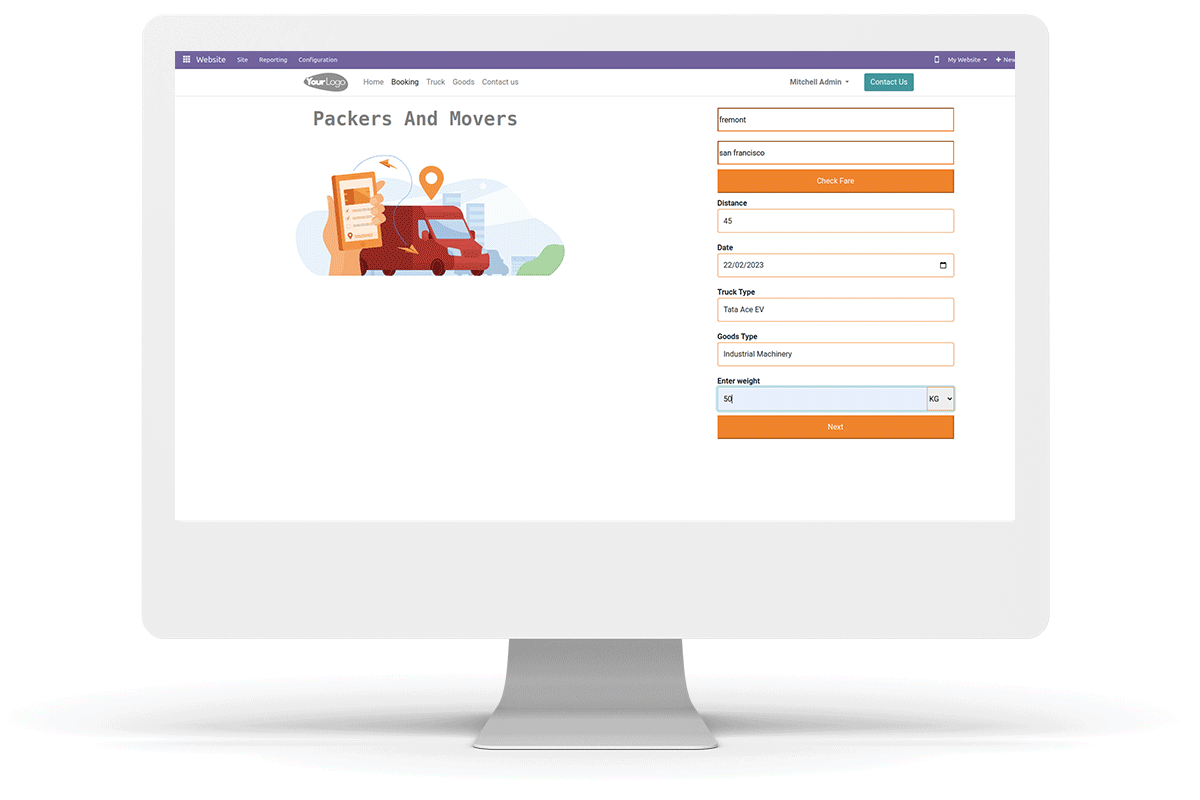 Website Site Reporting Configuration My Website New
YourLogo Home Booking Truck Goods Contact us Mitchell Admin Contact Us
Packers And Movers
fremont
san francisco
Check Fare
Distance
45
Date
22/02/2023
Truck Type
Tata Ace EV
Goods Type
Industrial Machinery
Enter weight
50 KG
Next